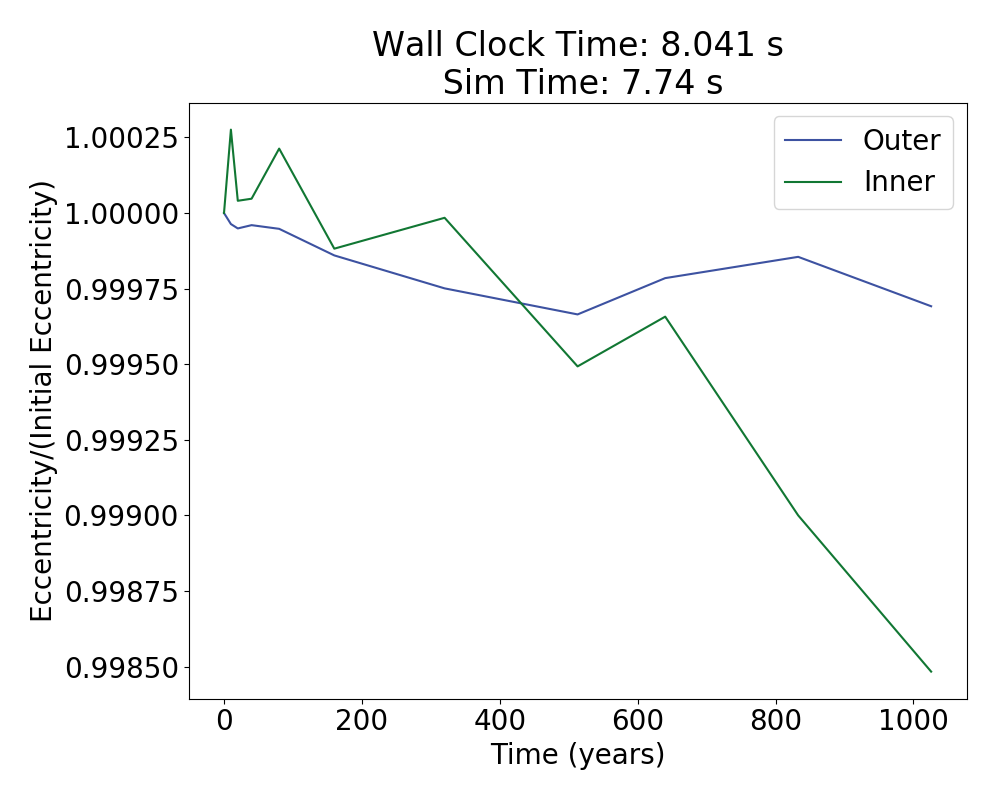 Wall Clock Time: 8.041 s
Sim Time: 7.74 s
Outer
Inner
1.00025
1.00000
0.99975
0.99950
0.99925
0.99900
0.99875
0.99850
Eccentricity/(Initial Eccentricity)
0 200 400 600 800 1000
Time (years)